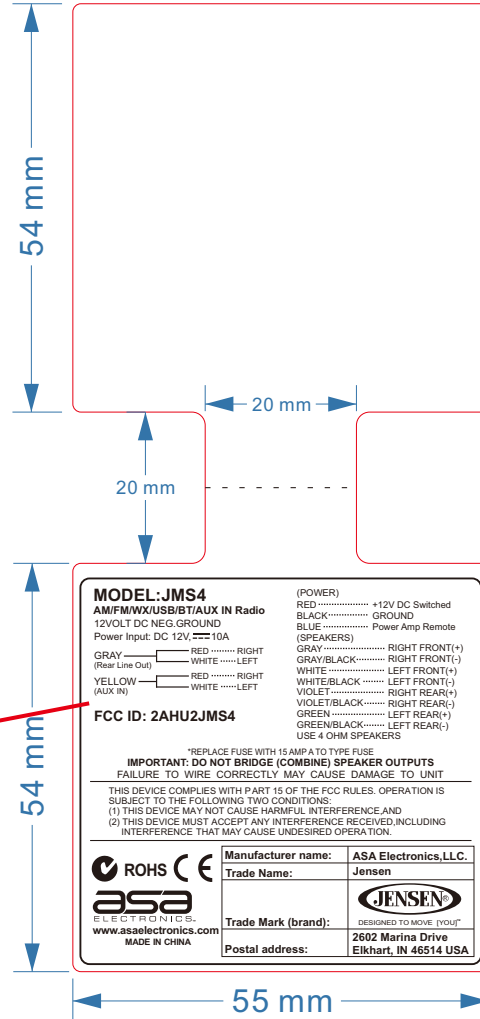 54 mm
20 mm
20 mm
54 mm
MODEL:JMS4
AM/FM/WX/USB/BT/AUX IN Radio
12VOLT DC NEG.GROUND
Power Input: DC 12V, 10A
GRAY RED ········· RIGHT
(Rear Line Out) WHITE ······ LEFT
YELLOW RED ········· RIGHT
(AUX IN) WHITE ······ LEFT
FCC ID: 2AHU2JMS4
(POWER)
RED ·················· +12V DC Switched
BLACK ·············· GROUND
BLUE ················ Power Amp Remote
(SPEAKERS)
GRAY ····················· RIGHT FRONT(+)
GRAY/BLACK ········ RIGHT FRONT(-)
WHITE ··················· LEFT FRONT(+)
WHITE/BLACK ······· LEFT FRONT(-)
VIOLET ·················· RIGHT REAR(+)
VIOLET/BLACK ······ RIGHT REAR(-)
GREEN ·················· LEFT REAR(+)
GREEN/BLACK ······· LEFT REAR(-)
USE 4 OHM SPEAKERS
*REPLACE FUSE WITH 15 AMP ATO TYPE FUSE
IMPORTANT: DO NOT BRIDGE (COMBINE) SPEAKER OUTPUTS
FAILURE TO WIRE CORRECTLY MAY CAUSE DAMAGE TO UNIT
THIS DEVICE COMPLIES WITH PART 15 OF THE FCC RULES. OPERATION IS
SUBJECT TO THE FOLLOWING TWO CONDITIONS:
(1) THIS DEVICE MAY NOT CAUSE HARMFUL INTERFERENCE,AND
(2) THIS DEVICE MUST ACCEPT ANY INTERFERENCE RECEIVED,INCLUDING
INTERFERENCE THAT MAY CAUSE UNDESIRED OPERATION.
ROHS CE
asa
ELECTRONICS
www.asaelectronics.com
MADE IN CHINA
Manufacturer name: ASA Electronics,LLC.
Trade Name: Jensen
JENSEN®
Trade Mark (brand): DESIGNED TO MOVE [YOU]™
Postal address: 2602 Marina Drive
Elkhart, IN 46514 USA
55 mm